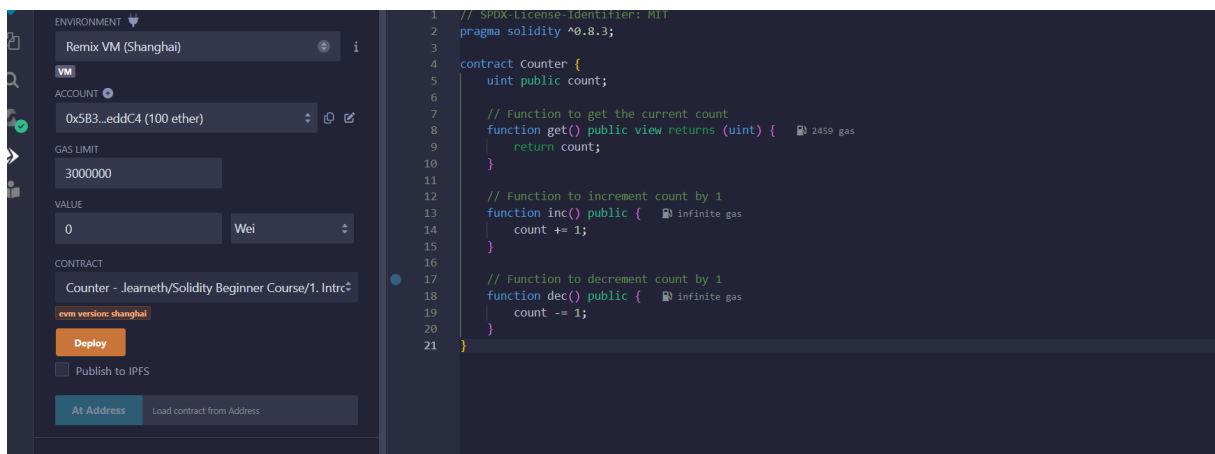 ENVIRONMENT
Remix VM (Shanghai)
i
VM
ACCOUNT
0x5B3...eddC4 (100 ether)
GAS LIMIT
3000000
VALUE
0
Wei
CONTRACT
Counter - .learneth/Solidity Beginner Course/1. Intrc
evm version: shanghai
Deploy
Publish to IPFS
At Address
Load contract from Address
1 // SPDX-License-Identifier: MIT
2 pragma solidity ^0.8.3;
3
4 contract Counter {
5 uint public count;
6
7 // Function to get the current count
8 function get() public view returns (uint) { 2459 gas
9 return count;
10 }
11
12 // Function to increment count by 1
13 function inc() public { infinite gas
14 count += 1;
15 }
16
17 // Function to decrement count by 1
18 function dec() public { infinite gas
19 count -= 1;
20 }
21 }